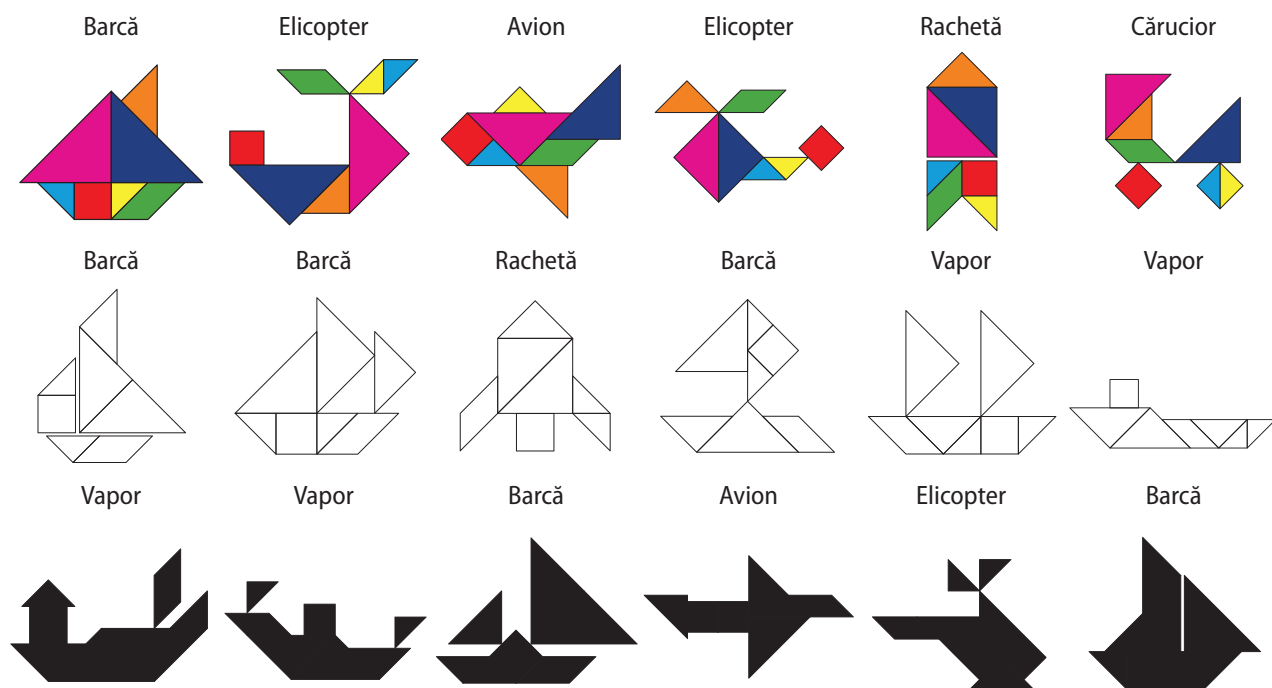 Barcă Elicopter Avion Elicopter Rachetă Cărucior
Barcă Barcă Rachetă Barcă Vapor Vapor
Vapor Vapor Barcă Avion Elicopter Barcă